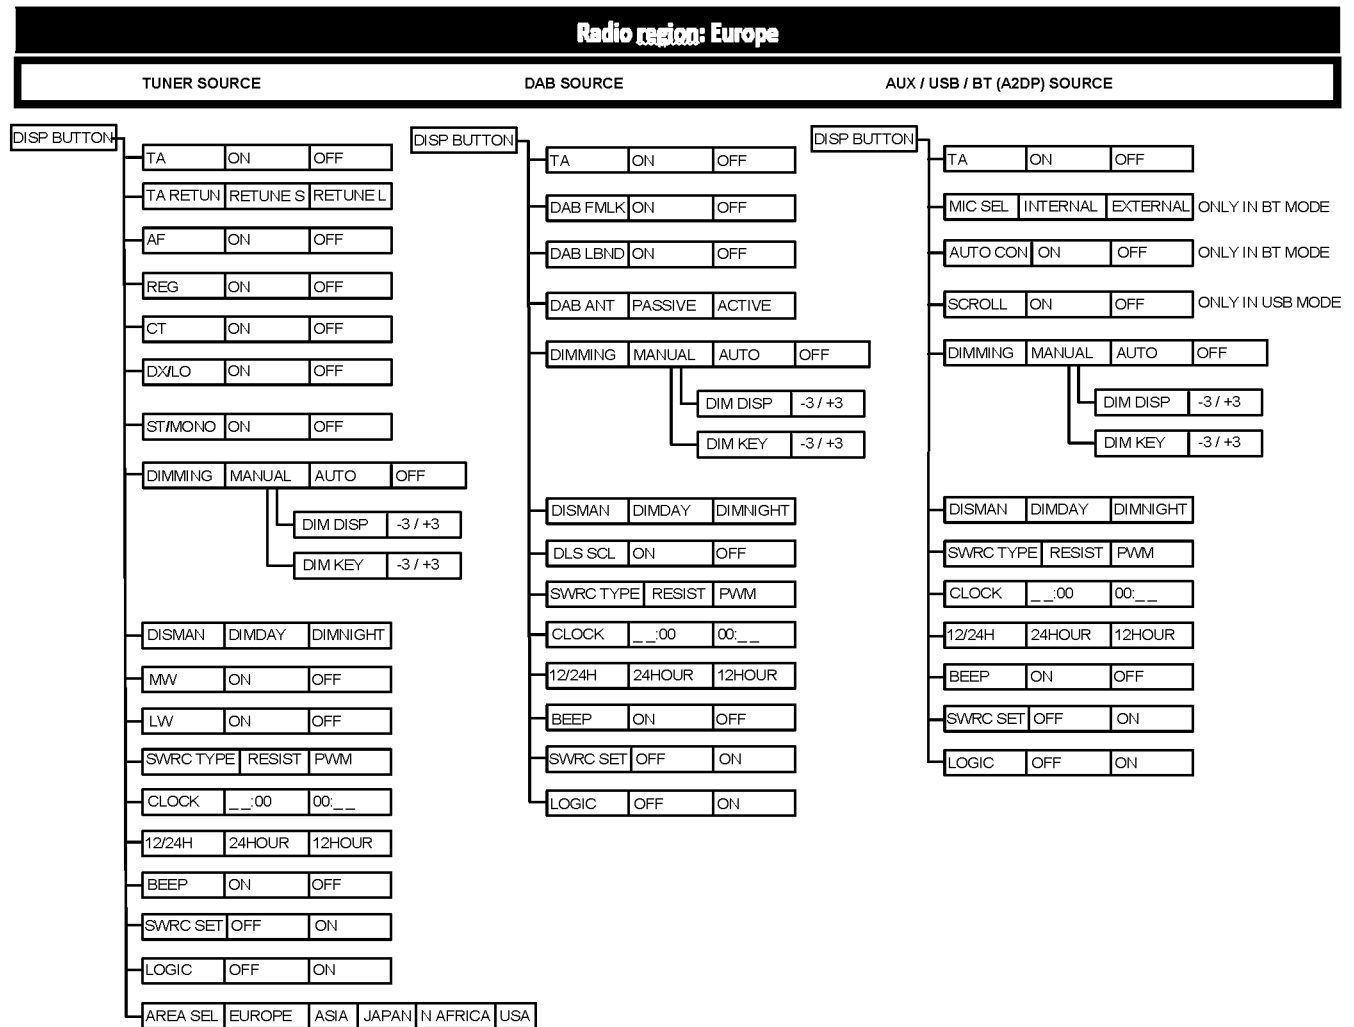 Radio region: Europe
TUNER SOURCE DAB SOURCE AUX / USB / BT (A2DP) SOURCE
DISP BUTTON
TA ON OFF
TA RETUN RETUNE S RETUNE L
AF ON OFF
REG ON OFF
CT ON OFF
DX/LO ON OFF
ST/MONO ON OFF
DIMMING MANUAL AUTO OFF
DIM DISP -3 / +3
DIM KEY -3 / +3
DISMAN DIMDAY DIMNIGHT
MW ON OFF
LW ON OFF
SWRC TYPE RESIST PWM
CLOCK _ _:00 00:_ _
12/24H 24HOUR 12HOUR
BEEP ON OFF
SWRC SET OFF ON
LOGIC OFF ON
AREA SEL EUROPE ASIA JAPAN N AFRICA USA
DISP BUTTON
TA ON OFF
DAB FMLK ON OFF
DAB LBND ON OFF
DAB ANT PASSIVE ACTIVE
DIMMING MANUAL AUTO OFF
DIM DISP -3 / +3
DIM KEY -3 / +3
DISMAN DIMDAY DIMNIGHT
DLS SCL ON OFF
SWRC TYPE RESIST PWM
CLOCK _ _:00 00:_ _
12/24H 24HOUR 12HOUR
BEEP ON OFF
SWRC SET OFF ON
LOGIC OFF ON
DISP BUTTON
TA ON OFF
MIC SEL INTERNAL EXTERNAL ONLY IN BT MODE
AUTO CON ON OFF ONLY IN BT MODE
SCROLL ON OFF ONLY IN USB MODE
DIMMING MANUAL AUTO OFF
DIM DISP -3 / +3
DIM KEY -3 / +3
DISMAN DIMDAY DIMNIGHT
SWRC TYPE RESIST PWM
CLOCK _ _:00 00:_ _
12/24H 24HOUR 12HOUR
BEEP ON OFF
SWRC SET OFF ON
LOGIC OFF ON